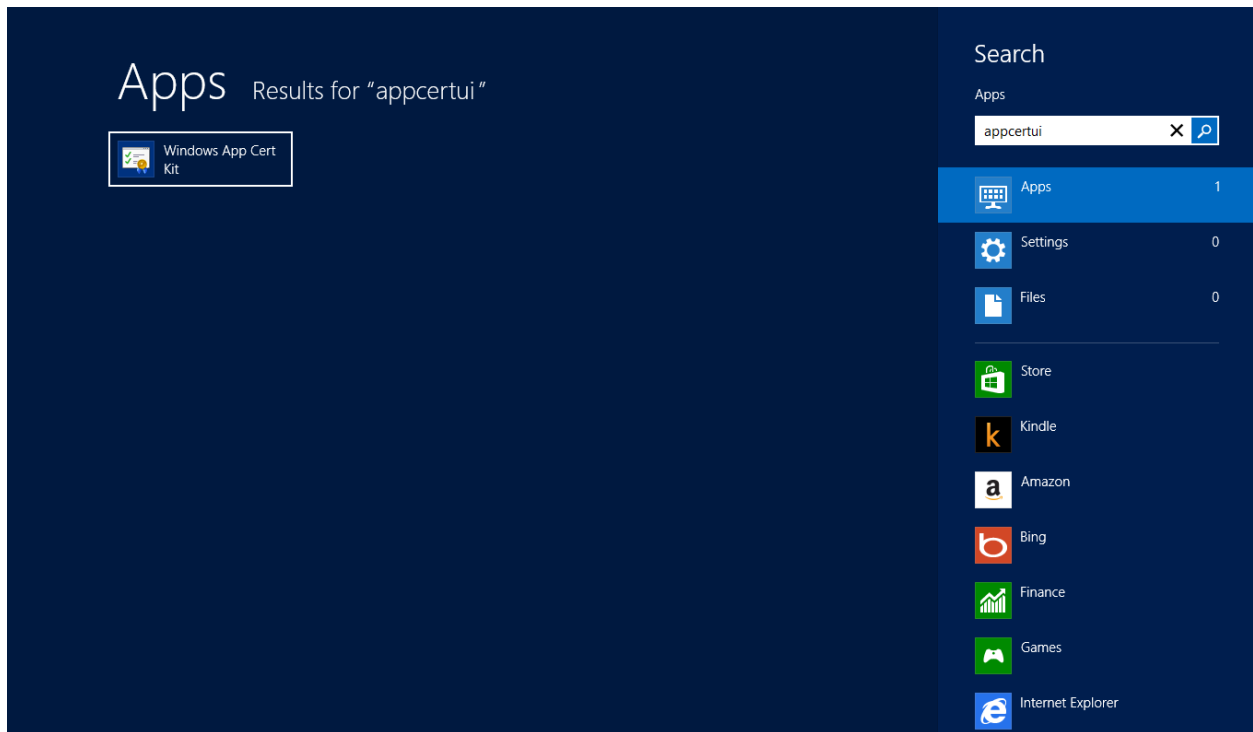 Apps Results for “appcertui”
Windows App Cert
Kit
Search
Apps
appcertui
Apps 1
Settings 0
Files 0
Store
k Kindle
a Amazon
Bing
Finance
Games
Internet Explorer